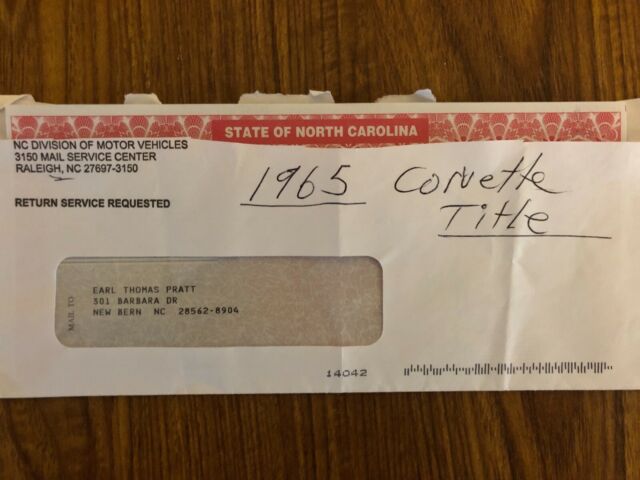 STATE OF NORTH CAROLINA
NC DIVISION OF MOTOR VEHICLES
3150 MAIL SERVICE CENTER
RALEIGH, NC 27697-3150
RETURN SERVICE REQUESTED
1965 Corvette
Title
MAIL TO
EARL THOMAS PRATT
301 BARBARA DR
NEW BERN NC 28562-8904
14042